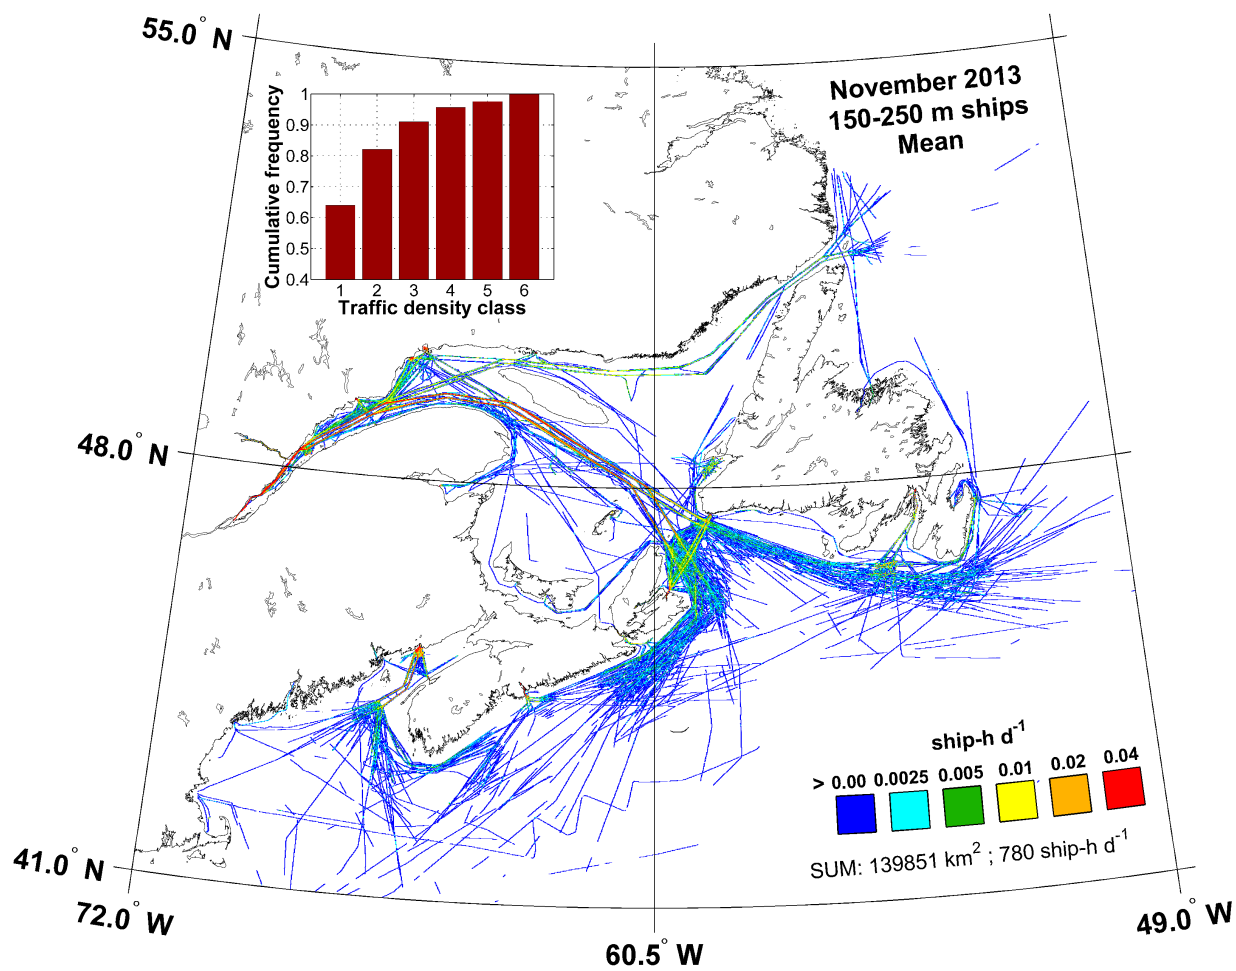 55.0° N
November 2013
150-250 m ships
Mean
Cumulative frequency
1
0.9
0.8
0.7
0.6
0.5
0.4
1 2 3 4 5 6
Traffic density class
48.0° N
ship-h d⁻¹
> 0.00 0.0025 0.005 0.01 0.02 0.04
SUM: 139851 km² ; 780 ship-h d⁻¹
41.0° N
72.0° W
60.5° W
49.0° W